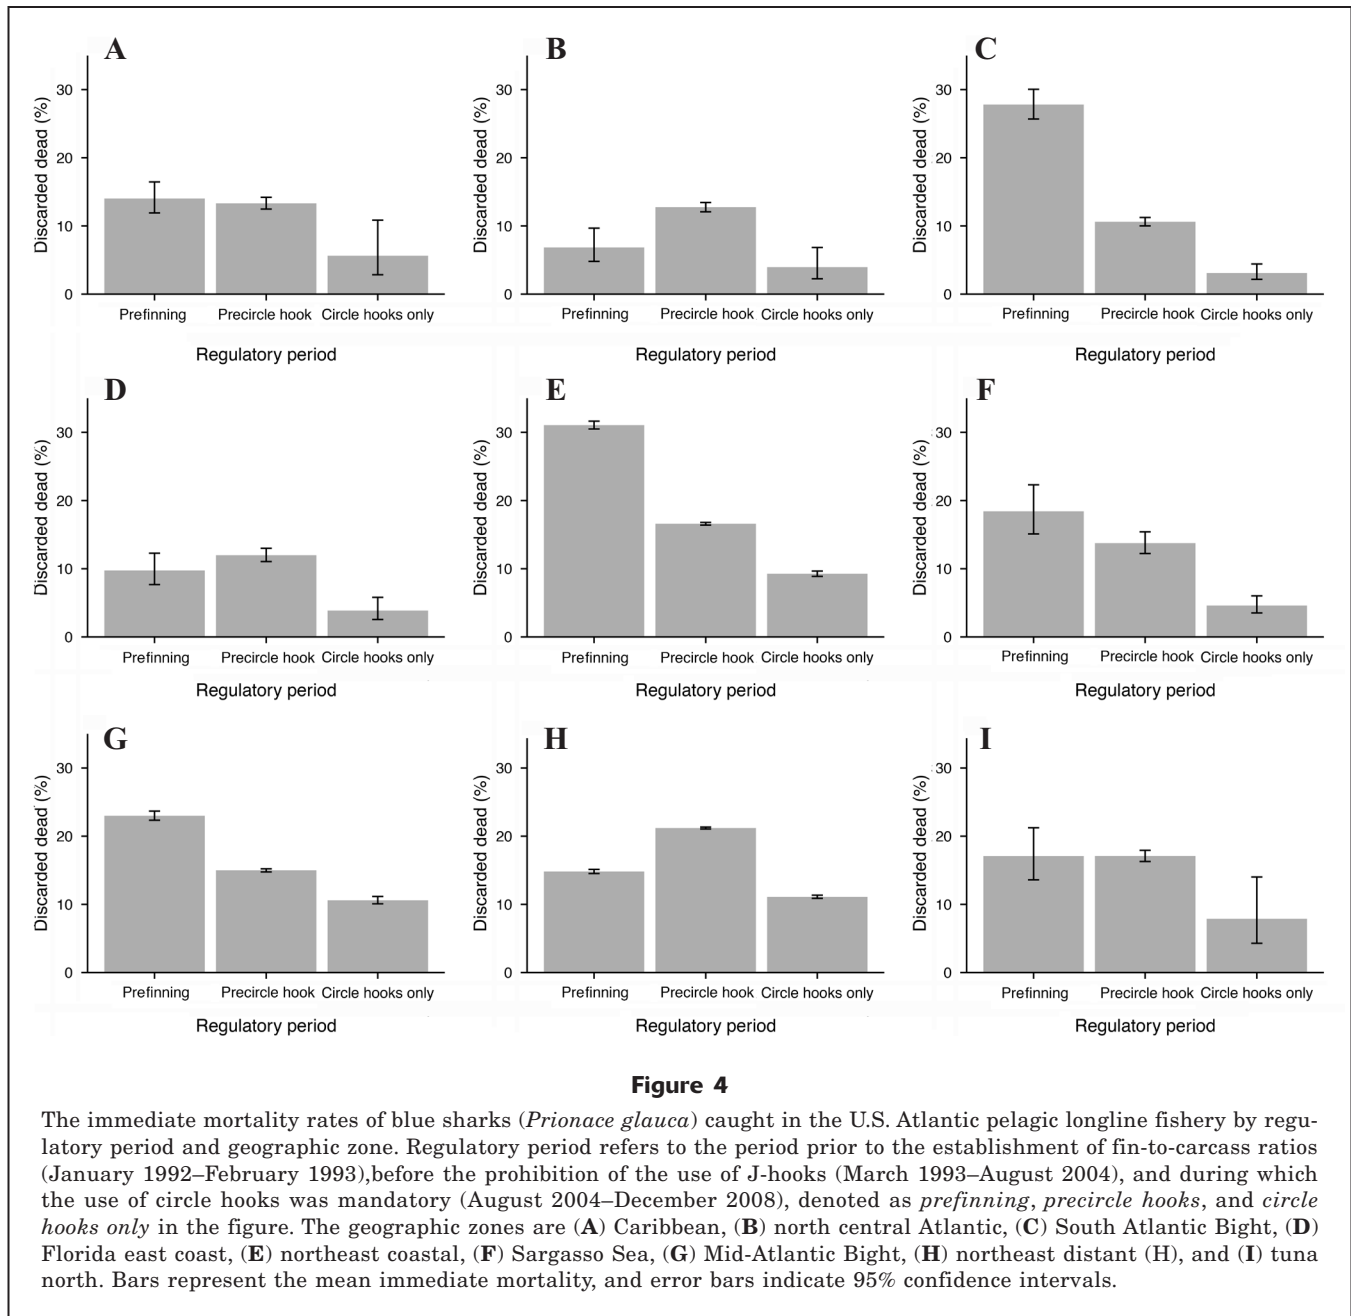 A
B
C
Discarded dead (%)
30
20
10
0
Prefinning Precircle hook Circle hooks only
Regulatory period
Discarded dead (%)
30
20
10
0
Prefinning Precircle hook Circle hooks only
Regulatory period
Discarded dead (%)
30
20
10
0
Prefinning Precircle hook Circle hooks only
Regulatory period
D
E
F
Discarded dead (%)
30
20
10
0
Prefinning Precircle hook Circle hooks only
Regulatory period
Discarded dead (%)
30
20
10
0
Prefinning Precircle hook Circle hooks only
Regulatory period
Discarded dead (%)
30
20
10
0
Prefinning Precircle hook Circle hooks only
Regulatory period
G
H
I
Discarded dead (%)
30
20
10
0
Prefinning Precircle hook Circle hooks only
Regulatory period
Discarded dead (%)
30
20
10
0
Prefinning Precircle hook Circle hooks only
Regulatory period
Discarded dead (%)
30
20
10
0
Prefinning Precircle hook Circle hooks only
Regulatory period
Figure 4
The immediate mortality rates of blue sharks (Prionace glauca) caught in the U.S. Atlantic pelagic longline fishery by regu-
latory period and geographic zone. Regulatory period refers to the period prior to the establishment of fin-to-carcass ratios
(January 1992–February 1993),before the prohibition of the use of J-hooks (March 1993–August 2004), and during which
the use of circle hooks was mandatory (August 2004–December 2008), denoted as prefinning, precircle hooks, and circle
hooks only in the figure. The geographic zones are (A) Caribbean, (B) north central Atlantic, (C) South Atlantic Bight, (D)
Florida east coast, (E) northeast coastal, (F) Sargasso Sea, (G) Mid-Atlantic Bight, (H) northeast distant (H), and (I) tuna
north. Bars represent the mean immediate mortality, and error bars indicate 95% confidence intervals.